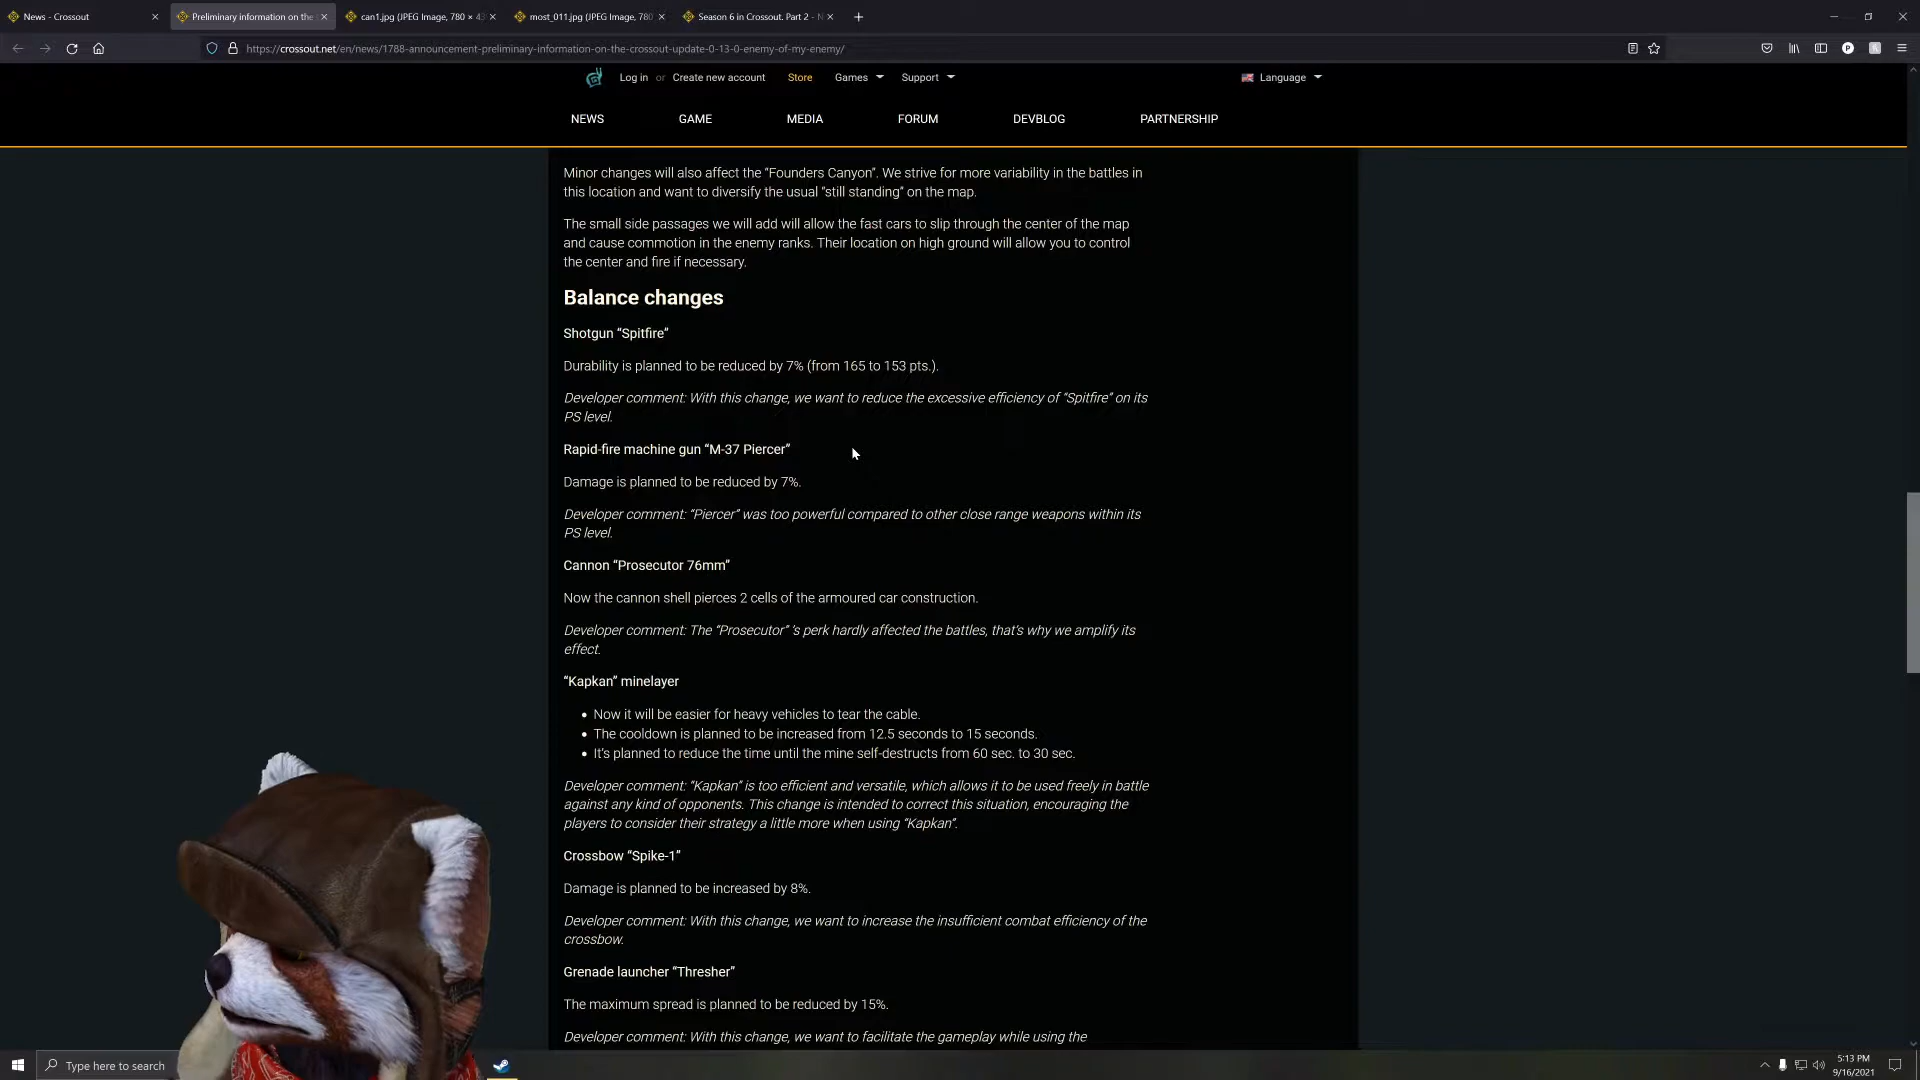 News - Crossout
Preliminary information on the
can1.jpg (JPEG Image, 780 × 43
most_011.jpg (JPEG Image, 780
Season 6 in Crossout. Part 2 - N
https://crossout.net/en/news/1788-announcement-preliminary-information-on-the-crossout-update-0-13-0-enemy-of-my-enemy/
Log in or Create new account Store Games Support Language
NEWS GAME MEDIA FORUM DEVBLOG PARTNERSHIP
Minor changes will also affect the “Founders Canyon”. We strive for more variability in the battles in
this location and want to diversify the usual “still standing” on the map.
The small side passages we will add will allow the fast cars to slip through the center of the map
and cause commotion in the enemy ranks. Their location on high ground will allow you to control
the center and fire if necessary.
Balance changes
Shotgun “Spitfire”
Durability is planned to be reduced by 7% (from 165 to 153 pts.).
Developer comment: With this change, we want to reduce the excessive efficiency of “Spitfire” on its
PS level.
Rapid-fire machine gun “M-37 Piercer”
Damage is planned to be reduced by 7%.
Developer comment: “Piercer” was too powerful compared to other close range weapons within its
PS level.
Cannon “Prosecutor 76mm”
Now the cannon shell pierces 2 cells of the armoured car construction.
Developer comment: The “Prosecutor” ’s perk hardly affected the battles, that’s why we amplify its
effect.
“Kapkan” minelayer
• Now it will be easier for heavy vehicles to tear the cable.
• The cooldown is planned to be increased from 12.5 seconds to 15 seconds.
• It’s planned to reduce the time until the mine self-destructs from 60 sec. to 30 sec.
Developer comment: “Kapkan” is too efficient and versatile, which allows it to be used freely in battle
against any kind of opponents. This change is intended to correct this situation, encouraging the
players to consider their strategy a little more when using “Kapkan”.
Crossbow “Spike-1”
Damage is planned to be increased by 8%.
Developer comment: With this change, we want to increase the insufficient combat efficiency of the
crossbow.
Grenade launcher “Thresher”
The maximum spread is planned to be reduced by 15%.
Developer comment: With this change, we want to facilitate the gameplay while using the
Type here to search
5:13 PM
9/16/2021